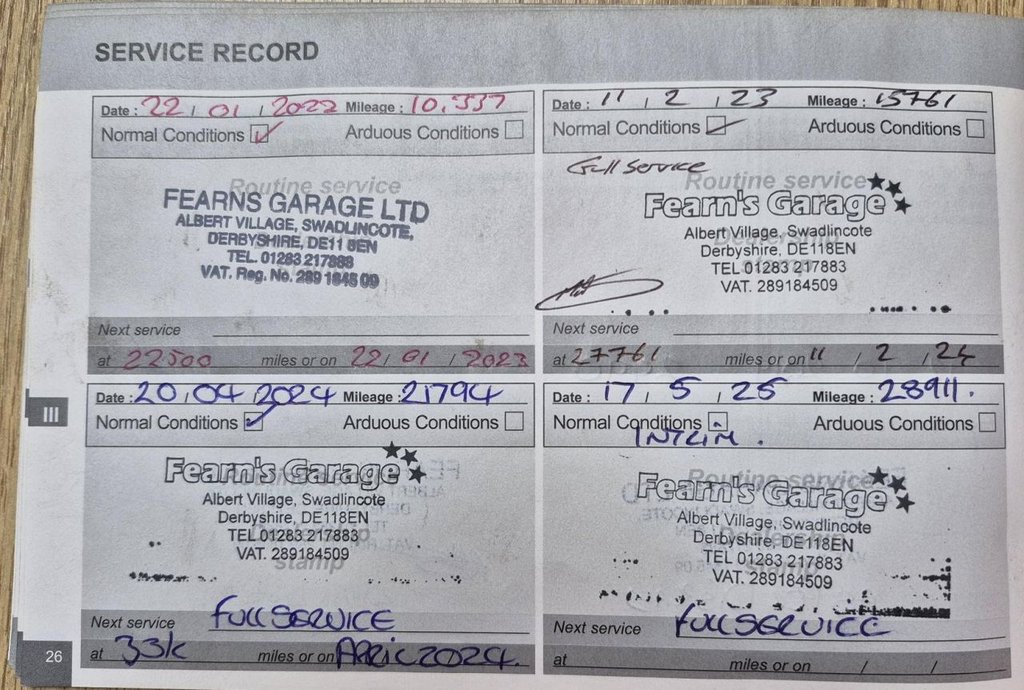 SERVICE RECORD
Date : 22 / 01 / 2022 Mileage : 10,337
Normal Conditions ✓ Arduous Conditions
Routine service
FEARNS GARAGE LTD
ALBERT VILLAGE, SWADLINCOTE,
DERBYSHIRE, DE11 8EN
TEL. 01283 217883
VAT. Reg. No. 289 1845 09
Next service
at 22500 miles or on 22 / 01 / 2023
Date : 11 / 2 / 23 Mileage : 15761
Normal Conditions ✓ Arduous Conditions
Full Service
Routine service
Fearn's Garage
Albert Village, Swadlincote
Derbyshire, DE118EN
TEL 01283 217883
VAT. 289184509
Next service
at 27761 miles or on 11 / 2 / 24
III
Date : 20,04,2024 Mileage : 21794
Normal Conditions ✓ Arduous Conditions
Fearn's Garage
Albert Village, Swadlincote
Derbyshire, DE118EN
TEL 01283 217883
VAT. 289184509
stamp
Next service FULL SERVICE
at 33k miles or on APRIL 2024.
Date : 17 / 5 / 25 Mileage : 28911.
Normal Conditions Arduous Conditions
INTRIM.
Routine service
Fearn's Garage
Albert Village, Swadlincote
Derbyshire, DE118EN
TEL 01283 217883
VAT. 289184509
stamp
Next service FULL SERVICE
at miles or on / /
26